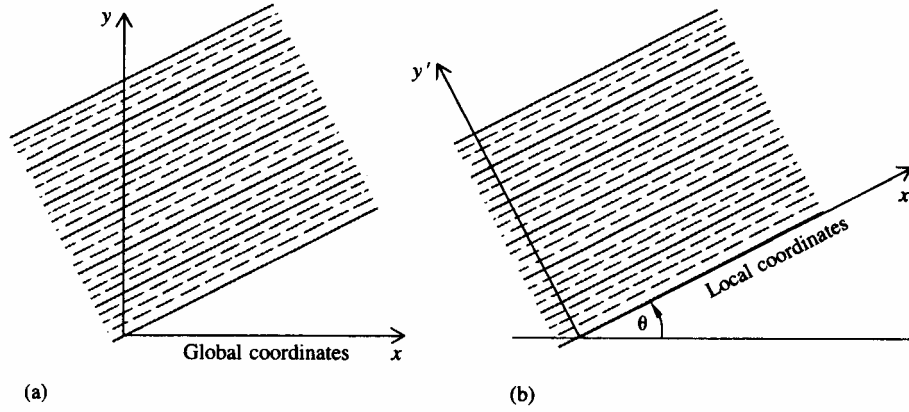 y
Global coordinates
x
(a)
y'
x
Local coordinates
θ
(b)